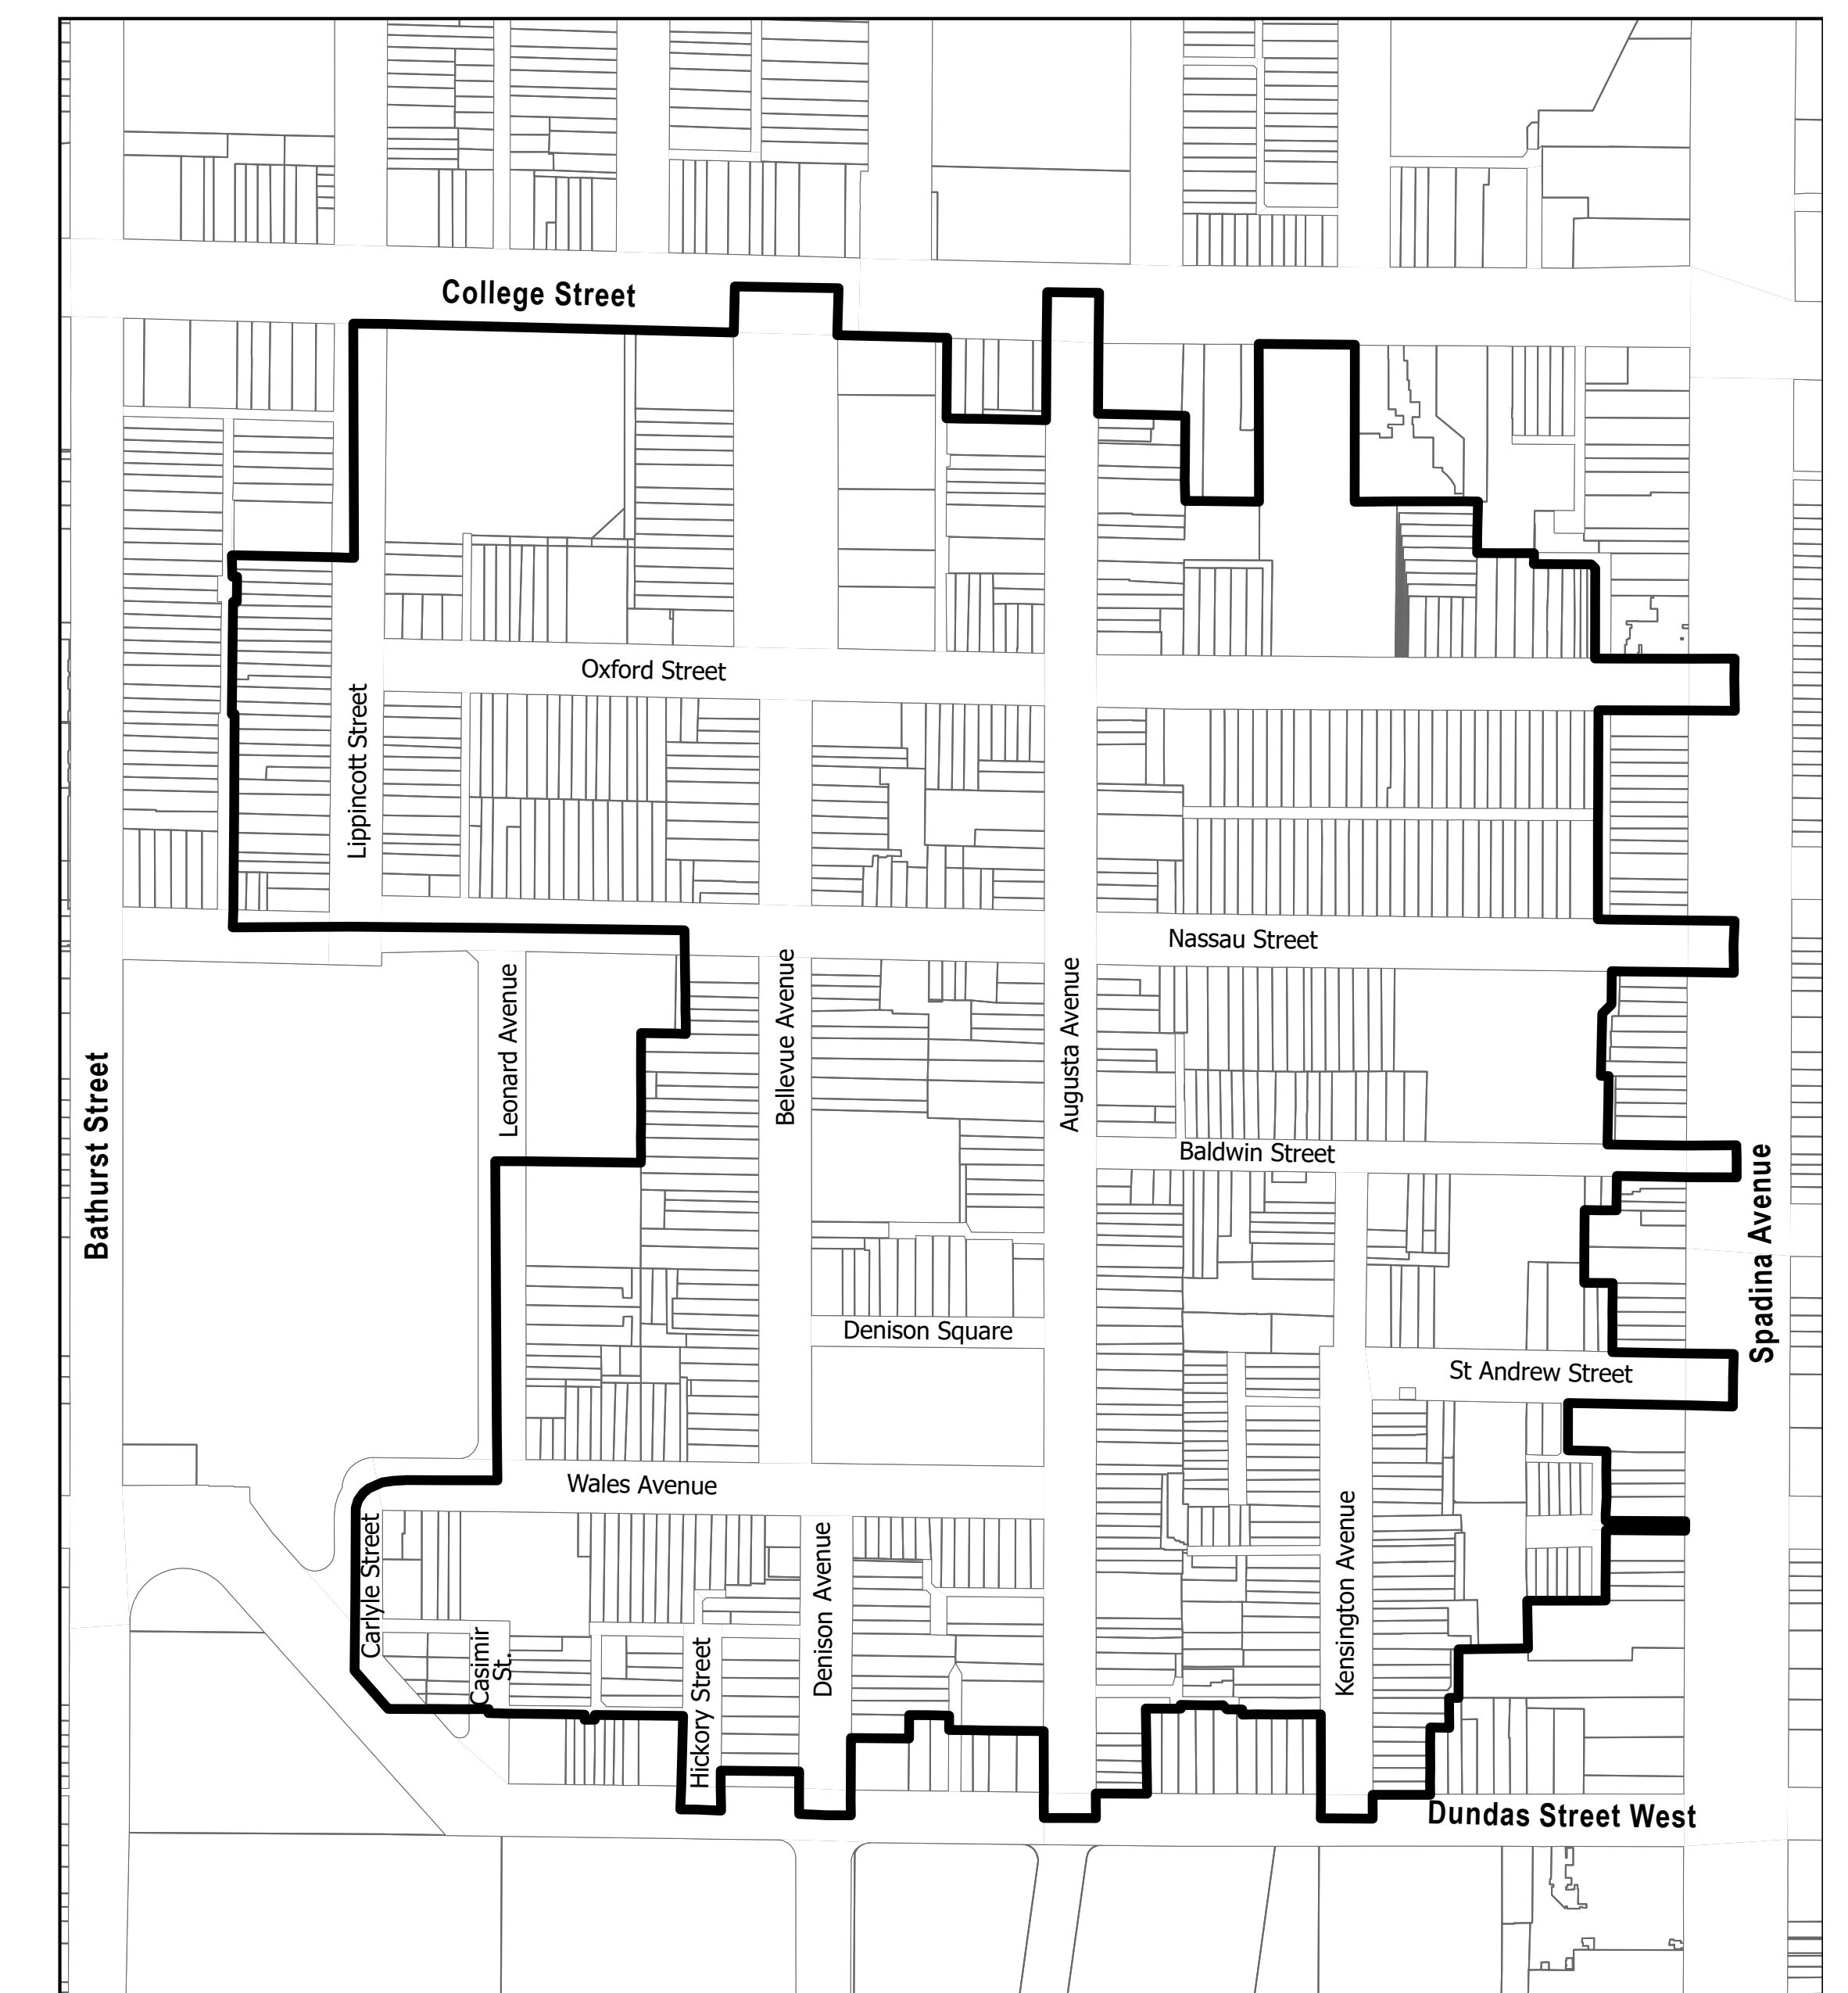 College Street
Oxford Street
Lippincott Street
Nassau Street
Leonard Avenue
Bellevue Avenue
Augusta Avenue
Bathurst Street
Baldwin Street
Spadina Avenue
Denison Square
St Andrew Street
Wales Avenue
Carlyle Street
Denison Avenue
Kensington Avenue
Casimir
St.
Hickory Street
Dundas Street West